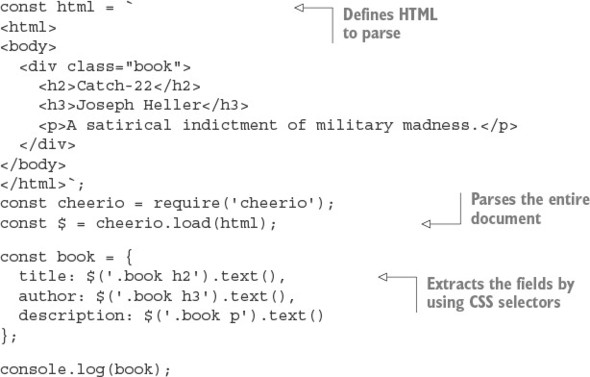 const html = `
Defines HTML
to parse
<html>
<body>
  <div class="book">
    <h2>Catch-22</h2>
    <h3>Joseph Heller</h3>
    <p>A satirical indictment of military madness.</p>
  </div>
</body>
</html>`;
const cheerio = require('cheerio');
const $ = cheerio.load(html);
Parses the entire
document
const book = {
  title: $('.book h2').text(),
  author: $('.book h3').text(),
  description: $('.book p').text()
};
Extracts the fields by
using CSS selectors
console.log(book);